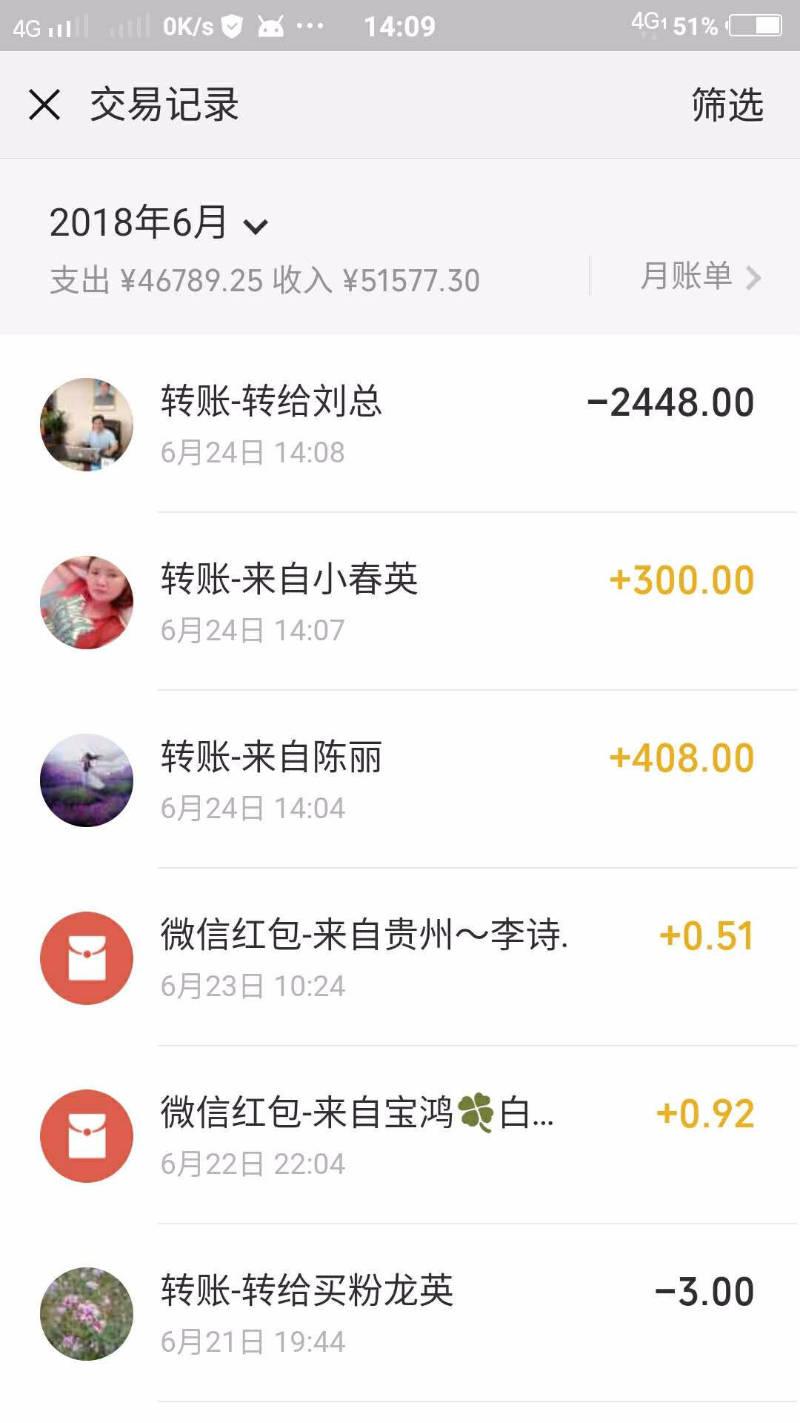 4G 0K/s ··· 14:09 4G1 51%
交易记录 筛选
2018年6月
支出 ¥46789.25 收入 ¥51577.30 月账单
转账-转给刘总 -2448.00
6月24日 14:08
转账-来自小春英 +300.00
6月24日 14:07
转账-来自陈丽 +408.00
6月24日 14:04
微信红包-来自贵州～李诗. +0.51
6月23日 10:24
微信红包-来自宝鸿🍀白... +0.92
6月22日 22:04
转账-转给买粉龙英 -3.00
6月21日 19:44